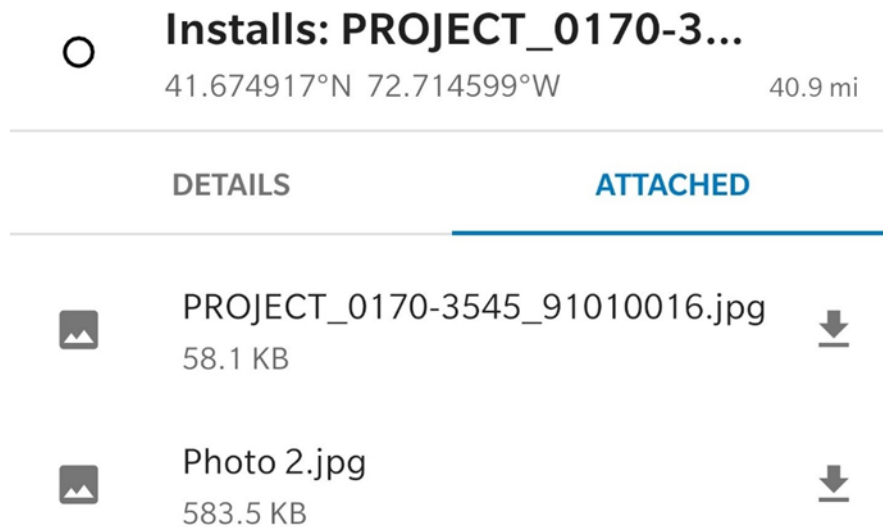 Installs: PROJECT_0170-3...
41.674917°N 72.714599°W 40.9 mi
DETAILS ATTACHED
PROJECT_0170-3545_91010016.jpg
58.1 KB
Photo 2.jpg
583.5 KB